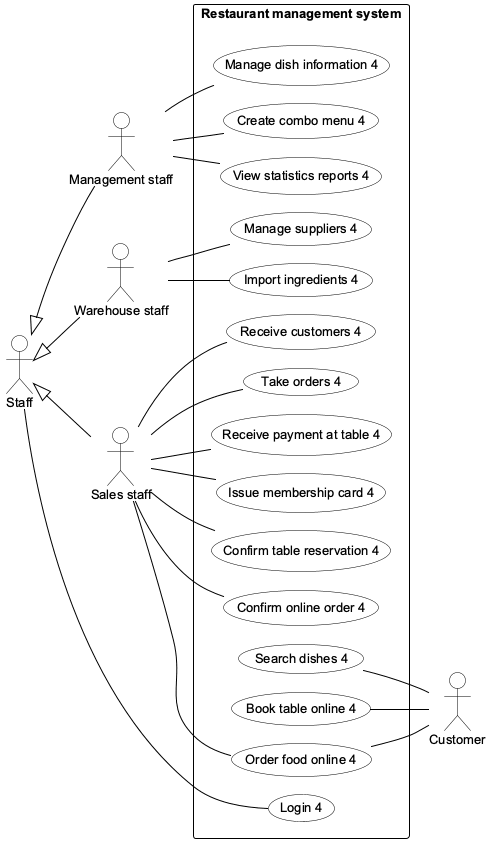 Restaurant management system
Manage dish information 4
Create combo menu 4
Management staff
View statistics reports 4
Manage suppliers 4
Import ingredients 4
Warehouse staff
Receive customers 4
Take orders 4
Staff
Receive payment at table 4
Issue membership card 4
Sales staff
Confirm table reservation 4
Confirm online order 4
Search dishes 4
Book table online 4
Customer
Order food online 4
Login 4